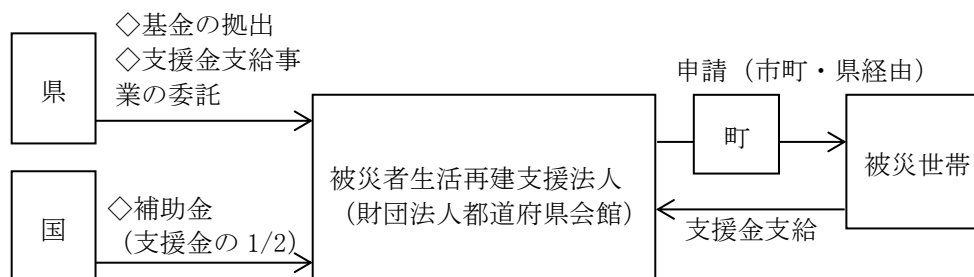 県
◇基金の拠出
◇支援金支給事
業の委託
国
◇補助金
（支援金の 1/2）
被災者生活再建支援法人
（財団法人都道府県会館）
申請（市町・県経由）
町
被災世帯
支援金支給